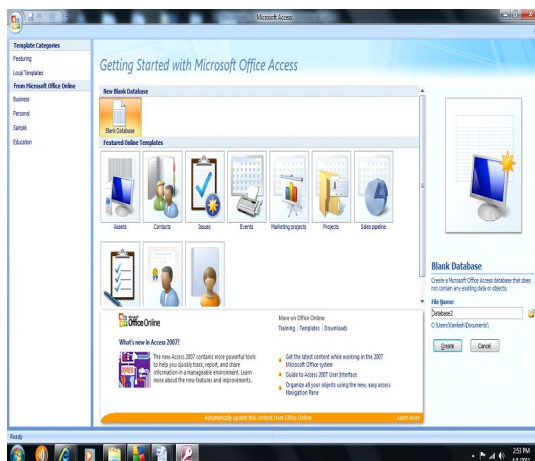 Microsoft Access
Template Categories
Featuring
Local Templates
From Microsoft Office Online
Business
Personal
Sample
Education
Getting Started with Microsoft Office Access
New Blank Database
Blank Database
Featured Online Templates
Assets
Contacts
Issues
Events
Marketing projects
Projects
Sales pipeline
Microsoft
Office Online
What's new in Access 2007?
The new Access 2007 contains more powerful tools
to help you quickly track, report, and share
information in a manageable environment. Learn
more about the new features and improvements.
More on Office Online:
Training | Templates | Downloads
Get the latest content while working in the 2007
Microsoft Office system
Guide to Access 2007 User Interface
Organize all your objects using the new, easy access
Navigation Pane
Automatically update this content from Office Online
Learn more
Blank Database
Create a Microsoft Office Access database that does
not contain any existing data or objects.
File Name:
Database2
C:\Users\Kamlesh\Documents\
Create
Cancel
Ready
2:53 PM